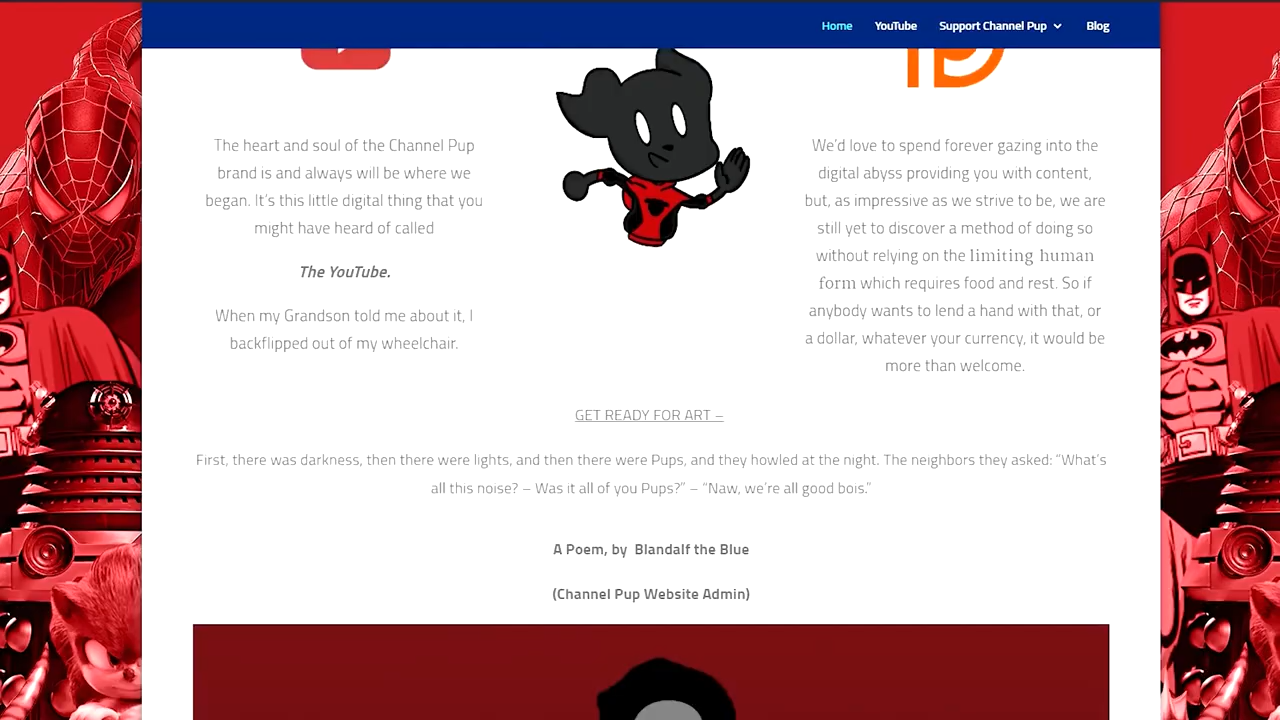 Home YouTube Support Channel Pup Blog
The heart and soul of the Channel Pup
brand is and always will be where we
began. It's this little digital thing that you
might have heard of called
The YouTube.
When my Grandson told me about it, I
backflipped out of my wheelchair.
We'd love to spend forever gazing into the
digital abyss providing you with content,
but, as impressive as we strive to be, we are
still yet to discover a method of doing so
without relying on the limiting human
form which requires food and rest. So if
anybody wants to lend a hand with that, or
a dollar, whatever your currency, it would be
more than welcome.
GET READY FOR ART –
First, there was darkness, then there were lights, and then there were Pups, and they howled at the night. The neighbors they asked: “What's
all this noise? – Was it all of you Pups?” – “Naw, we're all good bois.”
A Poem, by Blandalf the Blue
(Channel Pup Website Admin)